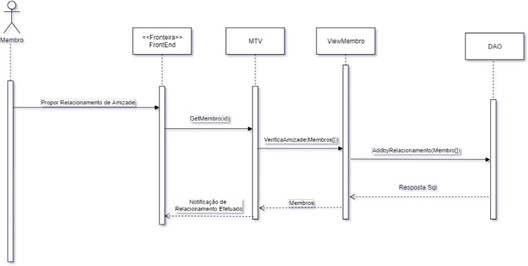 Membro
<<Fronteira>>
FrontEnd
MTV
ViewMembro
DAO
Propor Relacionamento de Amizade
GetMembro(id)
VerificaAmizade(Membros[])
AddbyRelacionamento(Membro[])
Resposta Sql
Membros
Notificação de
Relacionamento Efetuado